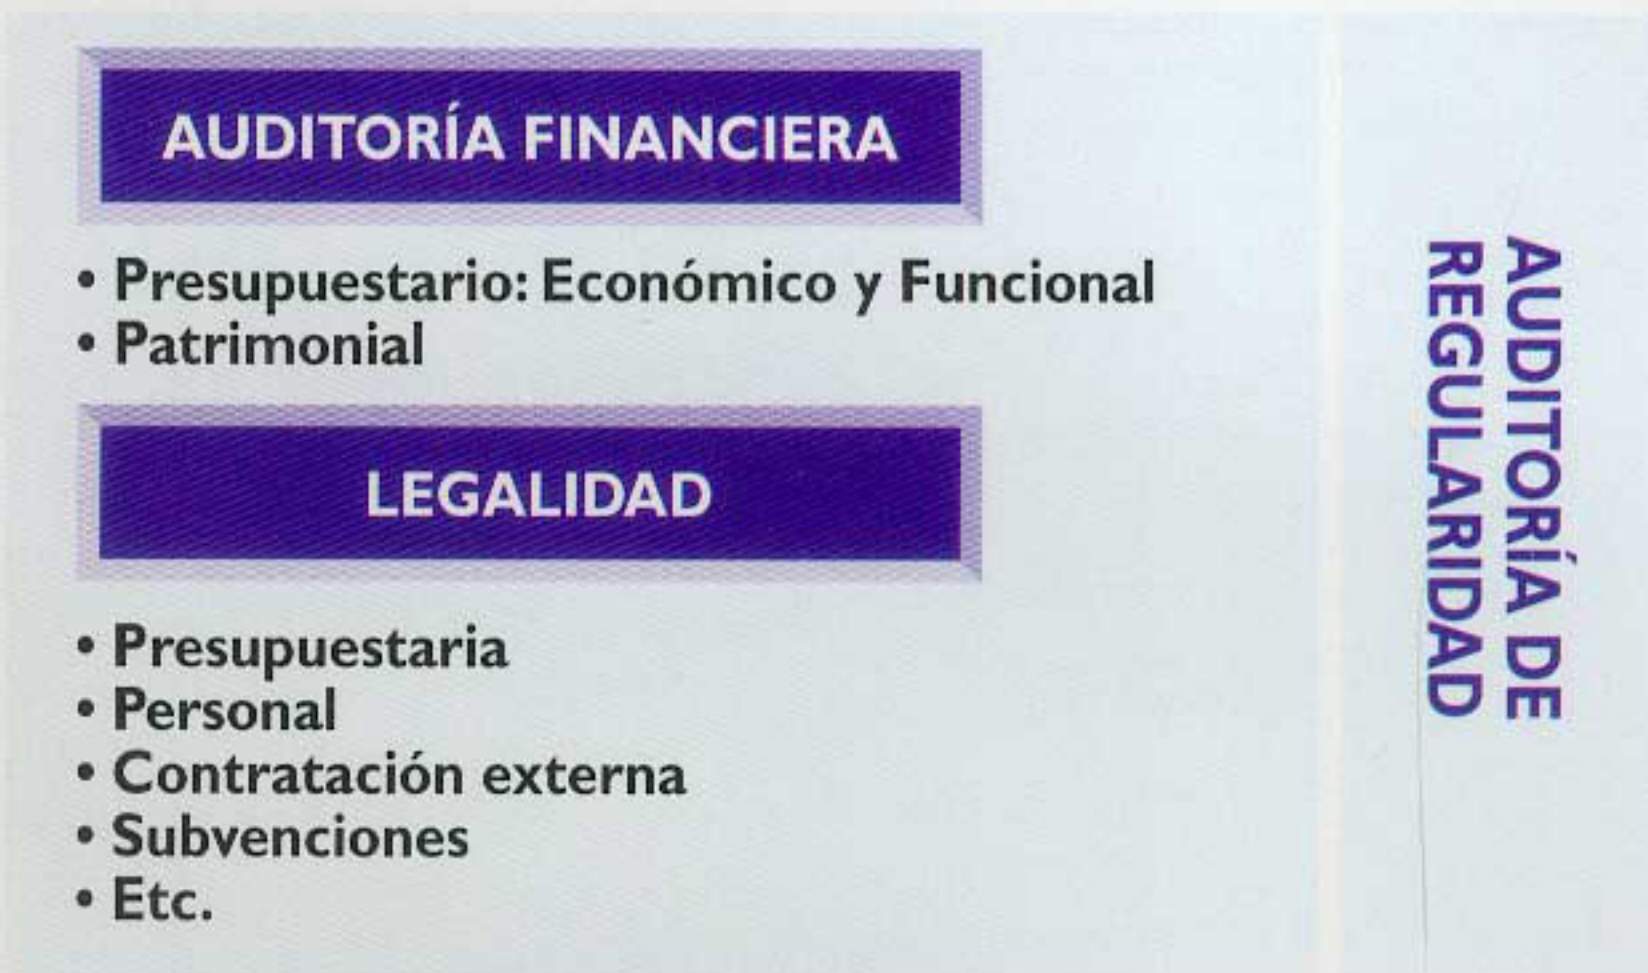 AUDITORÍA FINANCIERA
• Presupuestario: Económico y Funcional
• Patrimonial
LEGALIDAD
• Presupuestaria
• Personal
• Contratación externa
• Subvenciones
• Etc.
AUDITORÍA DE
REGULARIDAD